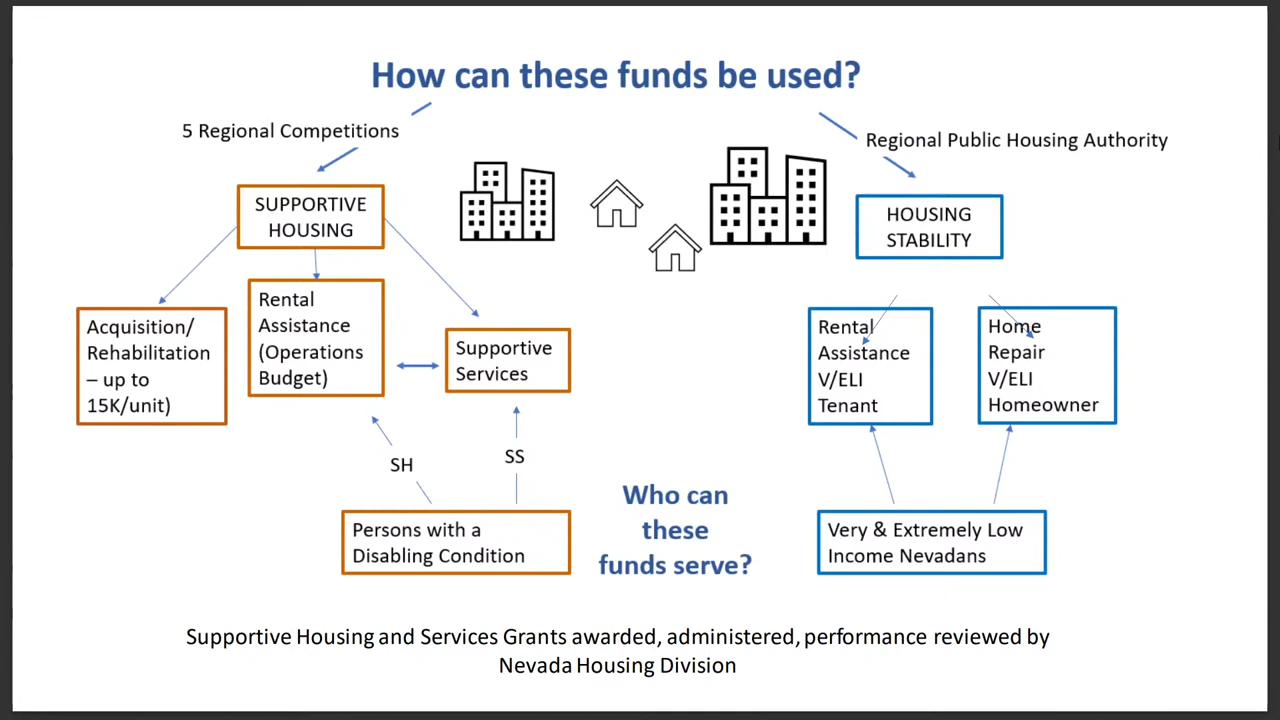 How can these funds be used?
5 Regional Competitions
Regional Public Housing Authority
SUPPORTIVE
HOUSING
HOUSING
STABILITY
Acquisition/
Rehabilitation
– up to
15K/unit)
Rental
Assistance
(Operations
Budget)
Supportive
Services
Rental
Assistance
V/ELI
Tenant
Home
Repair
V/ELI
Homeowner
SH
SS
Persons with a
Disabling Condition
Who can
these
funds serve?
Very & Extremely Low
Income Nevadans
Supportive Housing and Services Grants awarded, administered, performance reviewed by
Nevada Housing Division